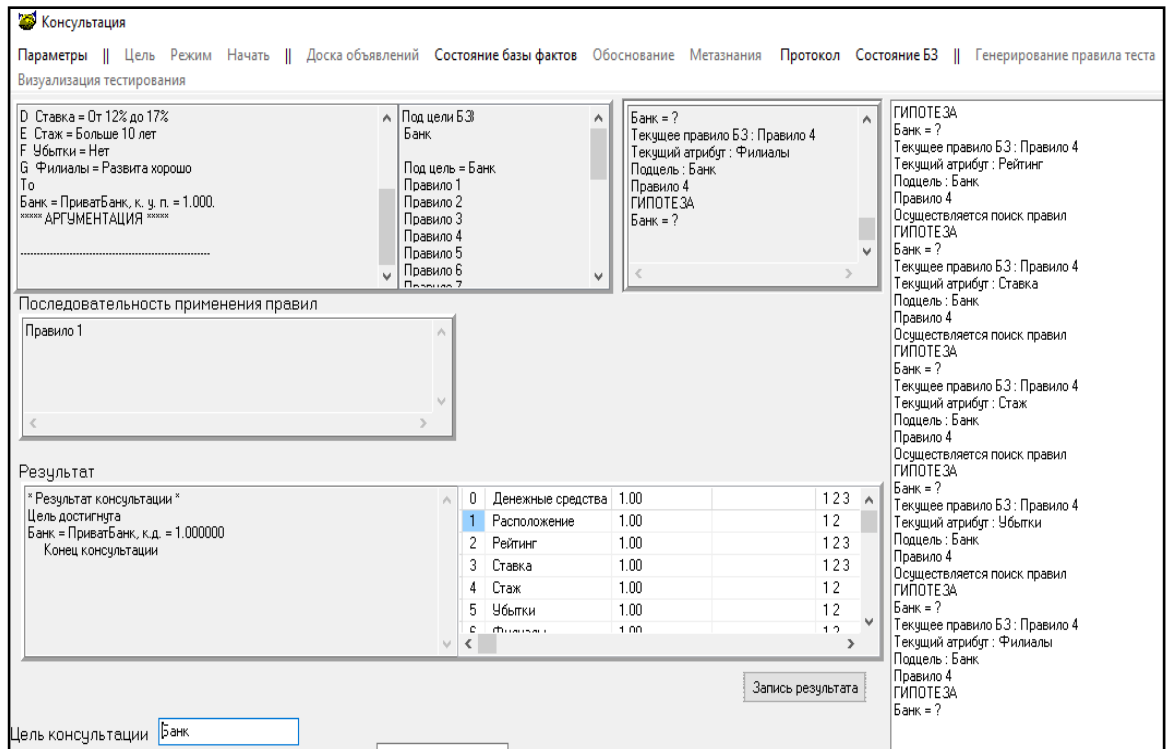 Консультация
Параметры || Цель Режим Начать || Доска объявлений Состояние базы фактов Обоснование Метазнания Протокол Состояние БЗ || Генерирование правила теста
Визуализация тестирования
D Ставка = От 12% до 17%
E Стаж = Больше 10 лет
F Убытки = Нет
G Филиалы = Развита хорошо
То
Банк = ПриватБанк, к. у. п. = 1.000.
***** АРГУМЕНТАЦИЯ *****
Под цели БЗ
Банк
Под цель = Банк
Правило 1
Правило 2
Правило 3
Правило 4
Правило 5
Правило 6
Правило 7
Банк = ?
Текущее правило БЗ : Правило 4
Текущий атрибут : Филиалы
Подцель : Банк
Правило 4
ГИПОТЕЗА
Банк = ?
Последовательность применения правил
Правило 1
Результат
* Результат консультации *
Цель достигнута
Банк = ПриватБанк, к.д. = 1.000000
Конец консультации
0 Денежные средства 1.00 1 2 3
1 Расположение 1.00 1 2
2 Рейтинг 1.00 1 2 3
3 Ставка 1.00 1 2 3
4 Стаж 1.00 1 2
5 Убытки 1.00 1 2
6 Филиалы 1.00 1 2
Запись результата
Цель консультации Банк
ГИПОТЕЗА
Банк = ?
Текущее правило БЗ : Правило 4
Текущий атрибут : Рейтинг
Подцель : Банк
Правило 4
Осуществляется поиск правил
ГИПОТЕЗА
Банк = ?
Текущее правило БЗ : Правило 4
Текущий атрибут : Ставка
Подцель : Банк
Правило 4
Осуществляется поиск правил
ГИПОТЕЗА
Банк = ?
Текущее правило БЗ : Правило 4
Текущий атрибут : Стаж
Подцель : Банк
Правило 4
Осуществляется поиск правил
ГИПОТЕЗА
Банк = ?
Текущее правило БЗ : Правило 4
Текущий атрибут : Убытки
Подцель : Банк
Правило 4
Осуществляется поиск правил
ГИПОТЕЗА
Банк = ?
Текущее правило БЗ : Правило 4
Текущий атрибут : Филиалы
Подцель : Банк
Правило 4
ГИПОТЕЗА
Банк = ?